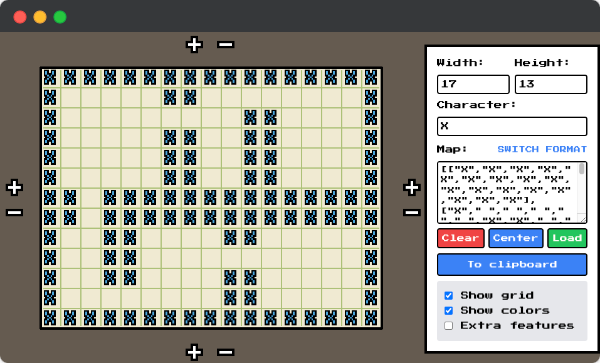 + −
X X X X X X X X X X X X X X X X X
X X X X
X X X X
X X X X X X
X X X X X X
X X X X X X
X X X X X X X X X X X X X X X X
X X X X X X X X X X X X X X X X
X X X X X X
X X X X
X X X X X X
X X X X
X X X X X X X X X X X X X X X X X
+ +
− −
+ −
Width: Height:
17 13
Character:
X
Map: SWITCH FORMAT
[["X","X","X","X","
X","X","X","X","X",
"X","X","X","X","X"
,"X","X","X"],
["X"," "," "," ","
Clear Center Load
To clipboard
Show grid
Show colors
Extra features